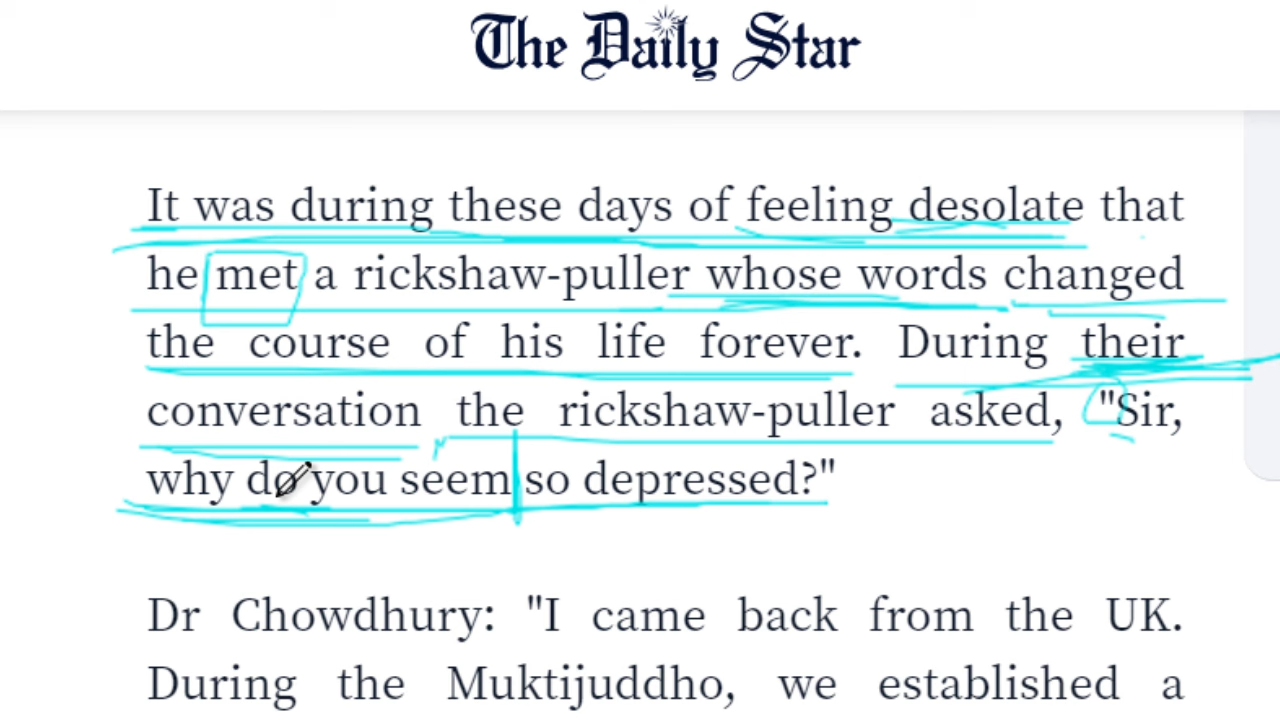 The Daily Star
It was during these days of feeling desolate that
he met a rickshaw-puller whose words changed
the course of his life forever. During their
conversation the rickshaw-puller asked, "Sir,
why do you seem so depressed?"
Dr Chowdhury: "I came back from the UK.
During the Muktijuddho, we established a